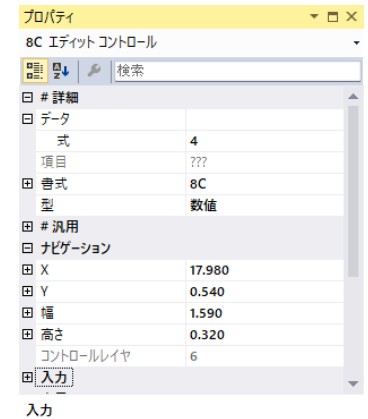 プロパティ
8C エディット コントロール
検索
# 詳細
データ
式 4
項目 ???
書式 8C
型 数値
# 汎用
ナビゲーション
X 17.980
Y 0.540
幅 1.590
高さ 0.320
コントロールレイヤ 6
入力
入力